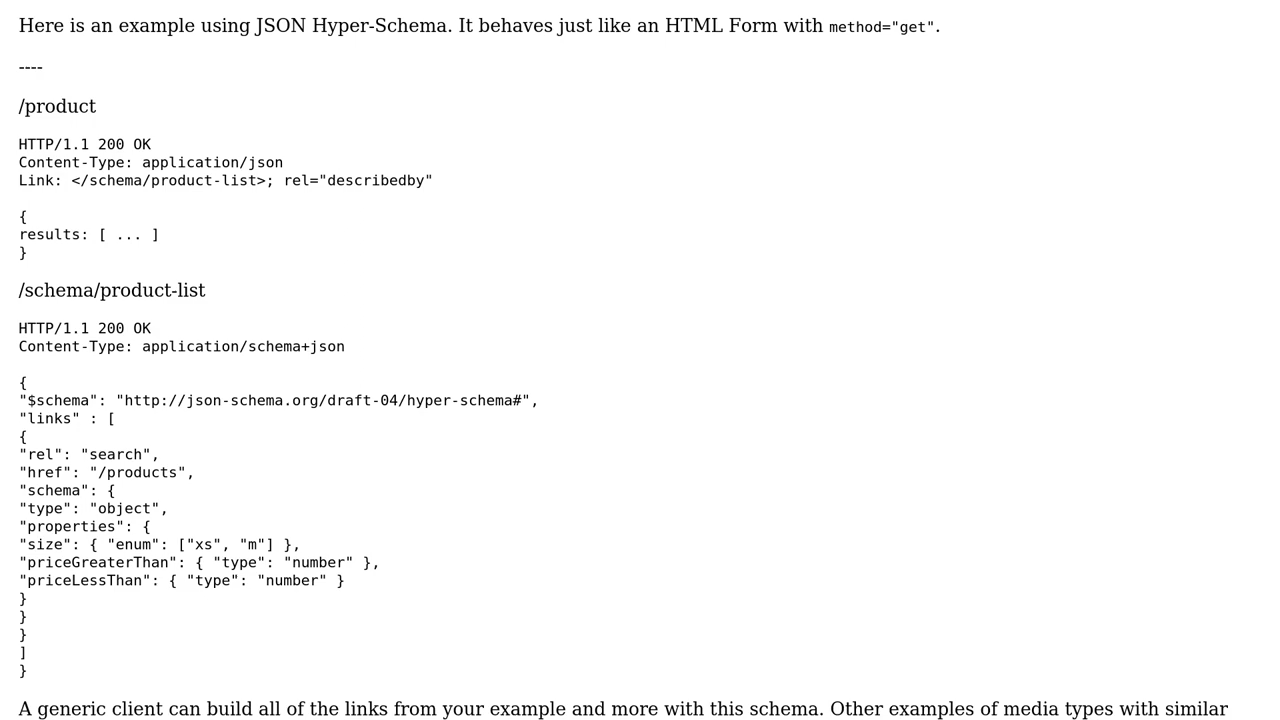 Here is an example using JSON Hyper-Schema. It behaves just like an HTML Form with method="get".
----
/product
HTTP/1.1 200 OK
Content-Type: application/json
Link: </schema/product-list>; rel="describedby"
{
results: [ ... ]
}
/schema/product-list
HTTP/1.1 200 OK
Content-Type: application/schema+json
{
"$schema": "http://json-schema.org/draft-04/hyper-schema#",
"links" : [
{
"rel": "search",
"href": "/products",
"schema": {
"type": "object",
"properties": {
"size": { "enum": ["xs", "m"] },
"priceGreaterThan": { "type": "number" },
"priceLessThan": { "type": "number" }
}
}
}
]
}
A generic client can build all of the links from your example and more with this schema. Other examples of media types with similar